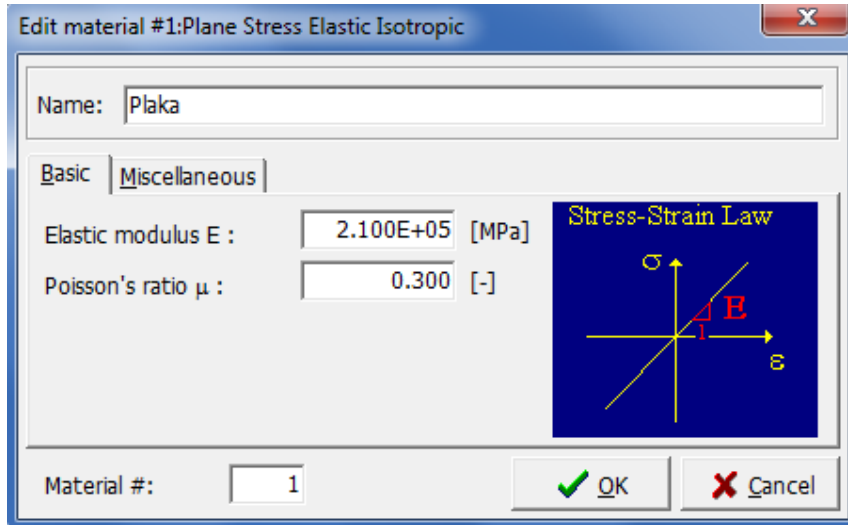 Edit material #1:Plane Stress Elastic Isotropic
Name: Plaka
Basic Miscellaneous
Elastic modulus E : 2.100E+05 [MPa]
Poisson's ratio μ : 0.300 [-]
Stress-Strain Law
σ
E
1
ε
Material #: 1
OK Cancel